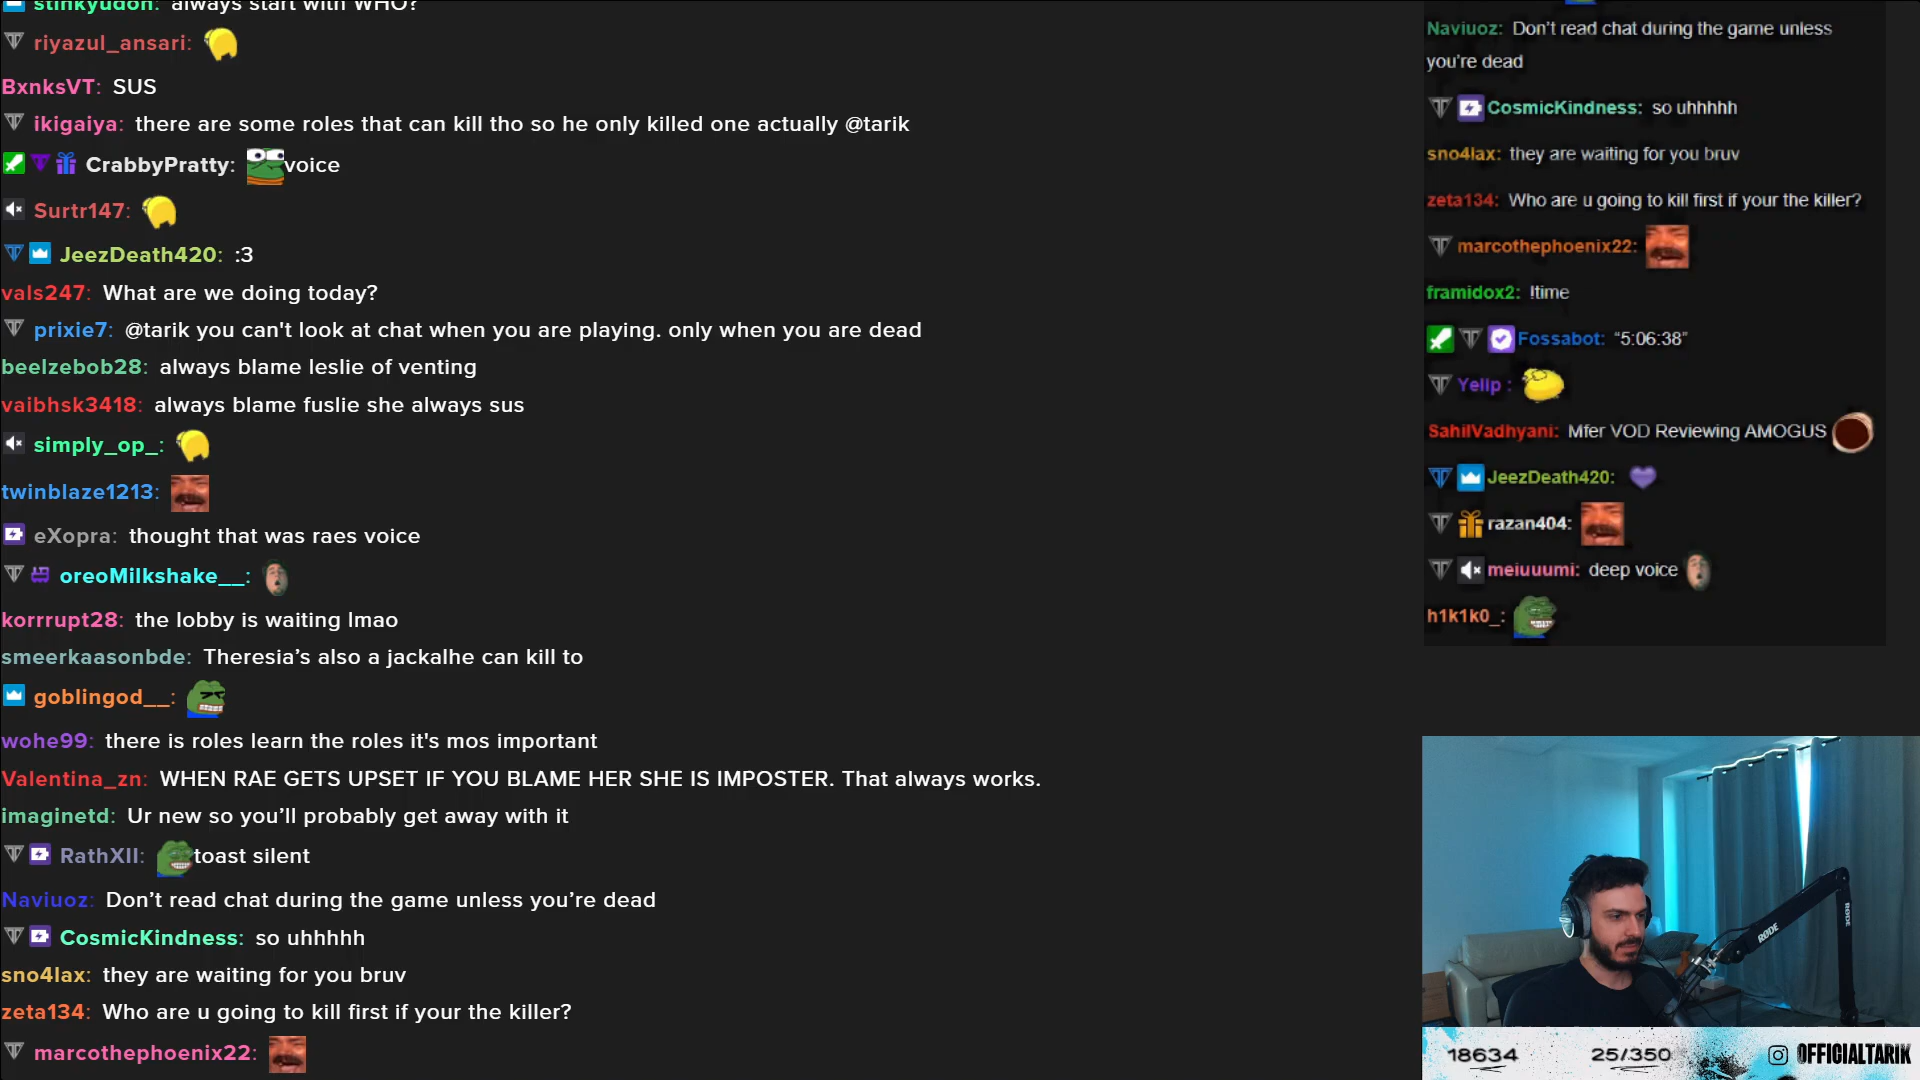 stinkyudon: always start with WHO?
riyazul_ansari:
BxnksVT: SUS
ikigaiya: there are some roles that can kill tho so he only killed one actually @tarik
CrabbyPratty: voice
Surtr147:
JeezDeath420: :3
vals247: What are we doing today?
prixie7: @tarik you can't look at chat when you are playing. only when you are dead
beelzebob28: always blame leslie of venting
vaibhsk3418: always blame fuslie she always sus
simply_op_:
twinblaze1213:
eXopra: thought that was raes voice
oreoMilkshake__:
korrrupt28: the lobby is waiting lmao
smeerkaasonbde: Theresia’s also a jackalhe can kill to
goblingod__:
wohe99: there is roles learn the roles it's mos important
Valentina_zn: WHEN RAE GETS UPSET IF YOU BLAME HER SHE IS IMPOSTER. That always works.
imaginetd: Ur new so you’ll probably get away with it
RathXII: toast silent
Naviuoz: Don’t read chat during the game unless you’re dead
CosmicKindness: so uhhhhh
sno4lax: they are waiting for you bruv
zeta134: Who are u going to kill first if your the killer?
marcothephoenix22:
Naviuoz: Don’t read chat during the game unless
you’re dead
CosmicKindness: so uhhhhh
sno4lax: they are waiting for you bruv
zeta134: Who are u going to kill first if your the killer?
marcothephoenix22:
framidox2: !time
Fossabot: “5:06:38”
Yellp :
SahilVadhyani: Mfer VOD Reviewing AMOGUS
JeezDeath420:
razan404:
meiuuumi: deep voice
h1k1k0_:
RØDE
RØDE
18634
25/350
OFFICIALTARIK